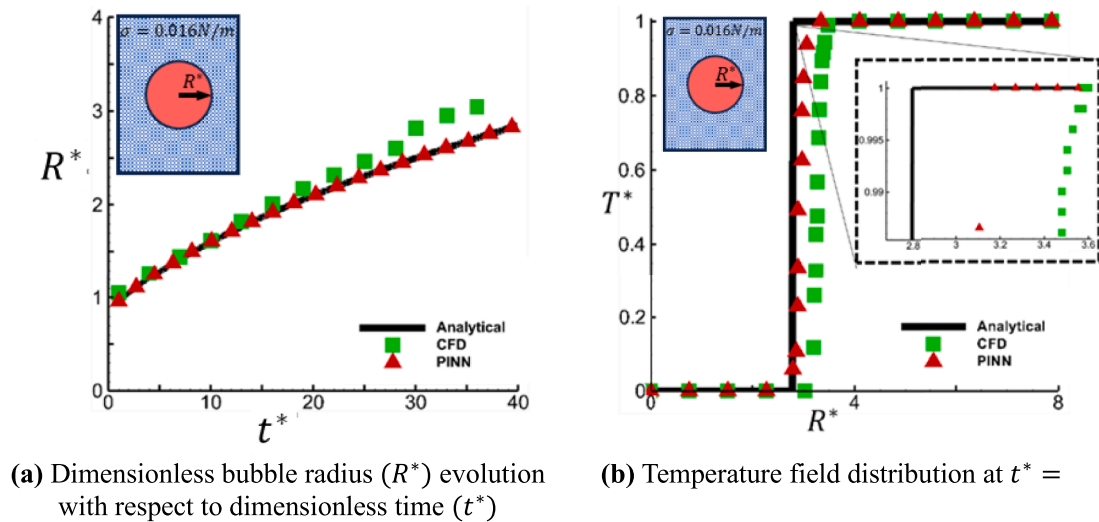 4
σ = 0.016N/m
R*
3
R*
2
1
Analytical
CFD
PINN
0
0
10
20
30
40
t*
(a) Dimensionless bubble radius (R*) evolution
with respect to dimensionless time (t*)
1
σ = 0.016N/m
R*
0.8
T*
0.6
0.4
0.2
0
1
0.995
0.99
2.8
3
3.2
3.4
3.6
Analytical
CFD
PINN
0
4
8
R*
(b) Temperature field distribution at t* =